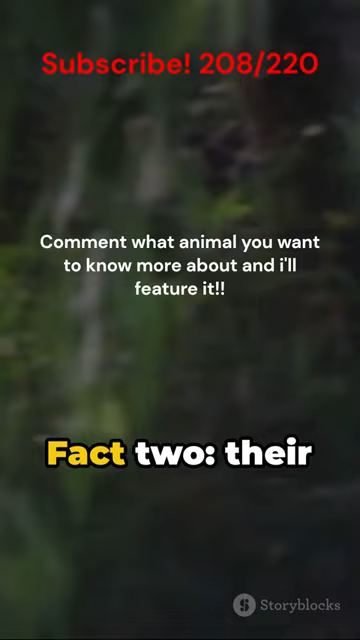 Subscribe! 208/220
Comment what animal you want
to know more about and i'll
feature it!!
Fact two: their
Storyblocks